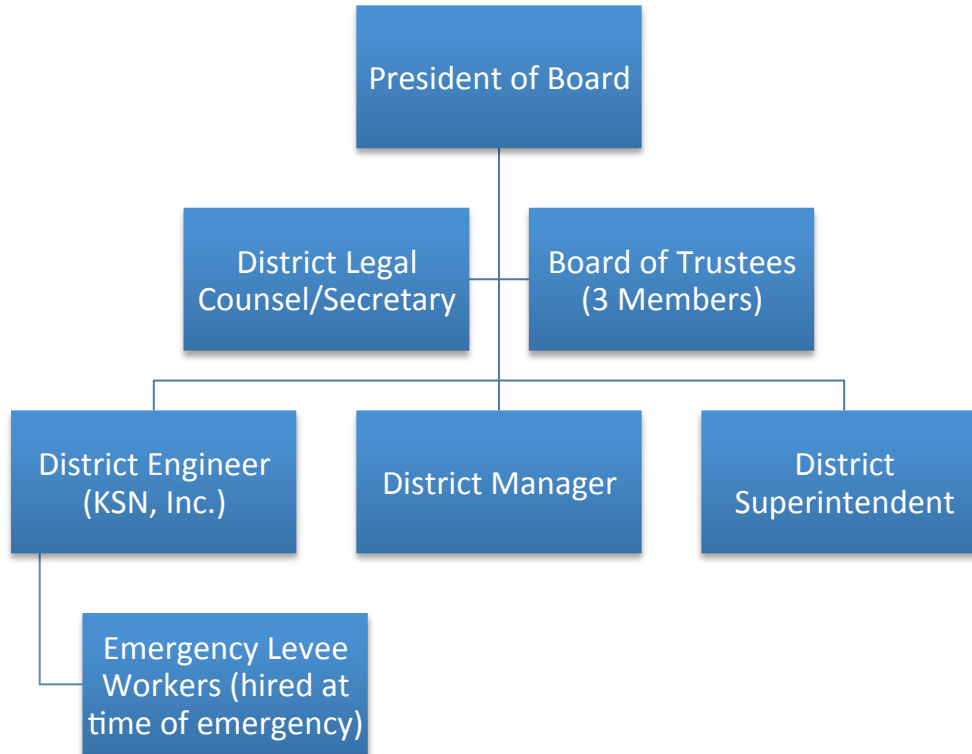 President of Board
District Legal
Counsel/Secretary
Board of Trustees
(3 Members)
District Engineer
(KSN, Inc.)
District Manager
District
Superintendent
Emergency Levee
Workers (hired at
time of emergency)